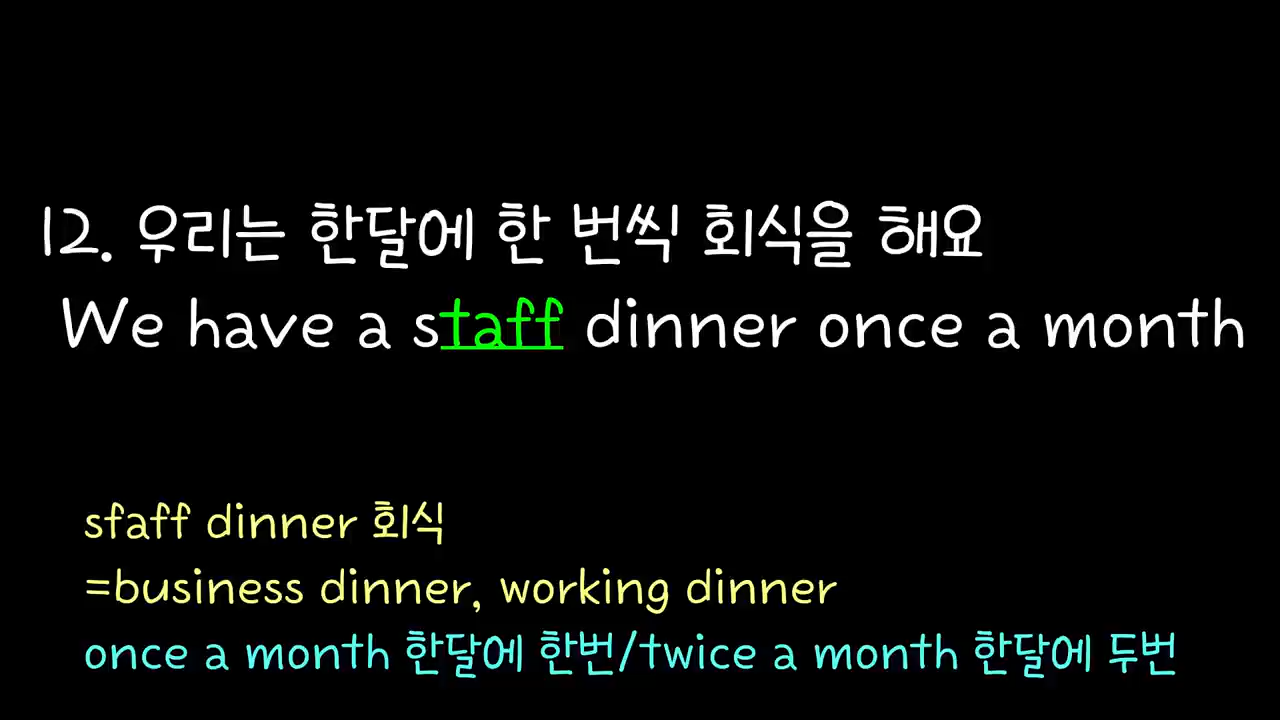 12. 우리는 한달에 한 번씩 회식을 해요
We have a staff dinner once a month
sfaff dinner 회식
=business dinner, working dinner
once a month 한달에 한번/twice a month 한달에 두번